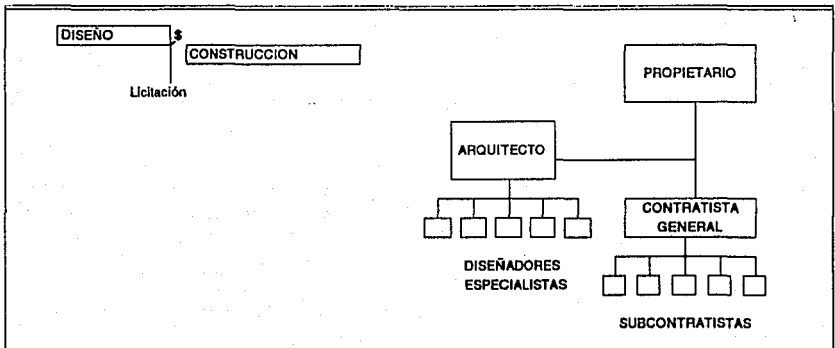 DISEÑO
$
CONSTRUCCION
Licitación
PROPIETARIO
ARQUITECTO
CONTRATISTA
GENERAL
DISEÑADORES
ESPECIALISTAS
SUBCONTRATISTAS